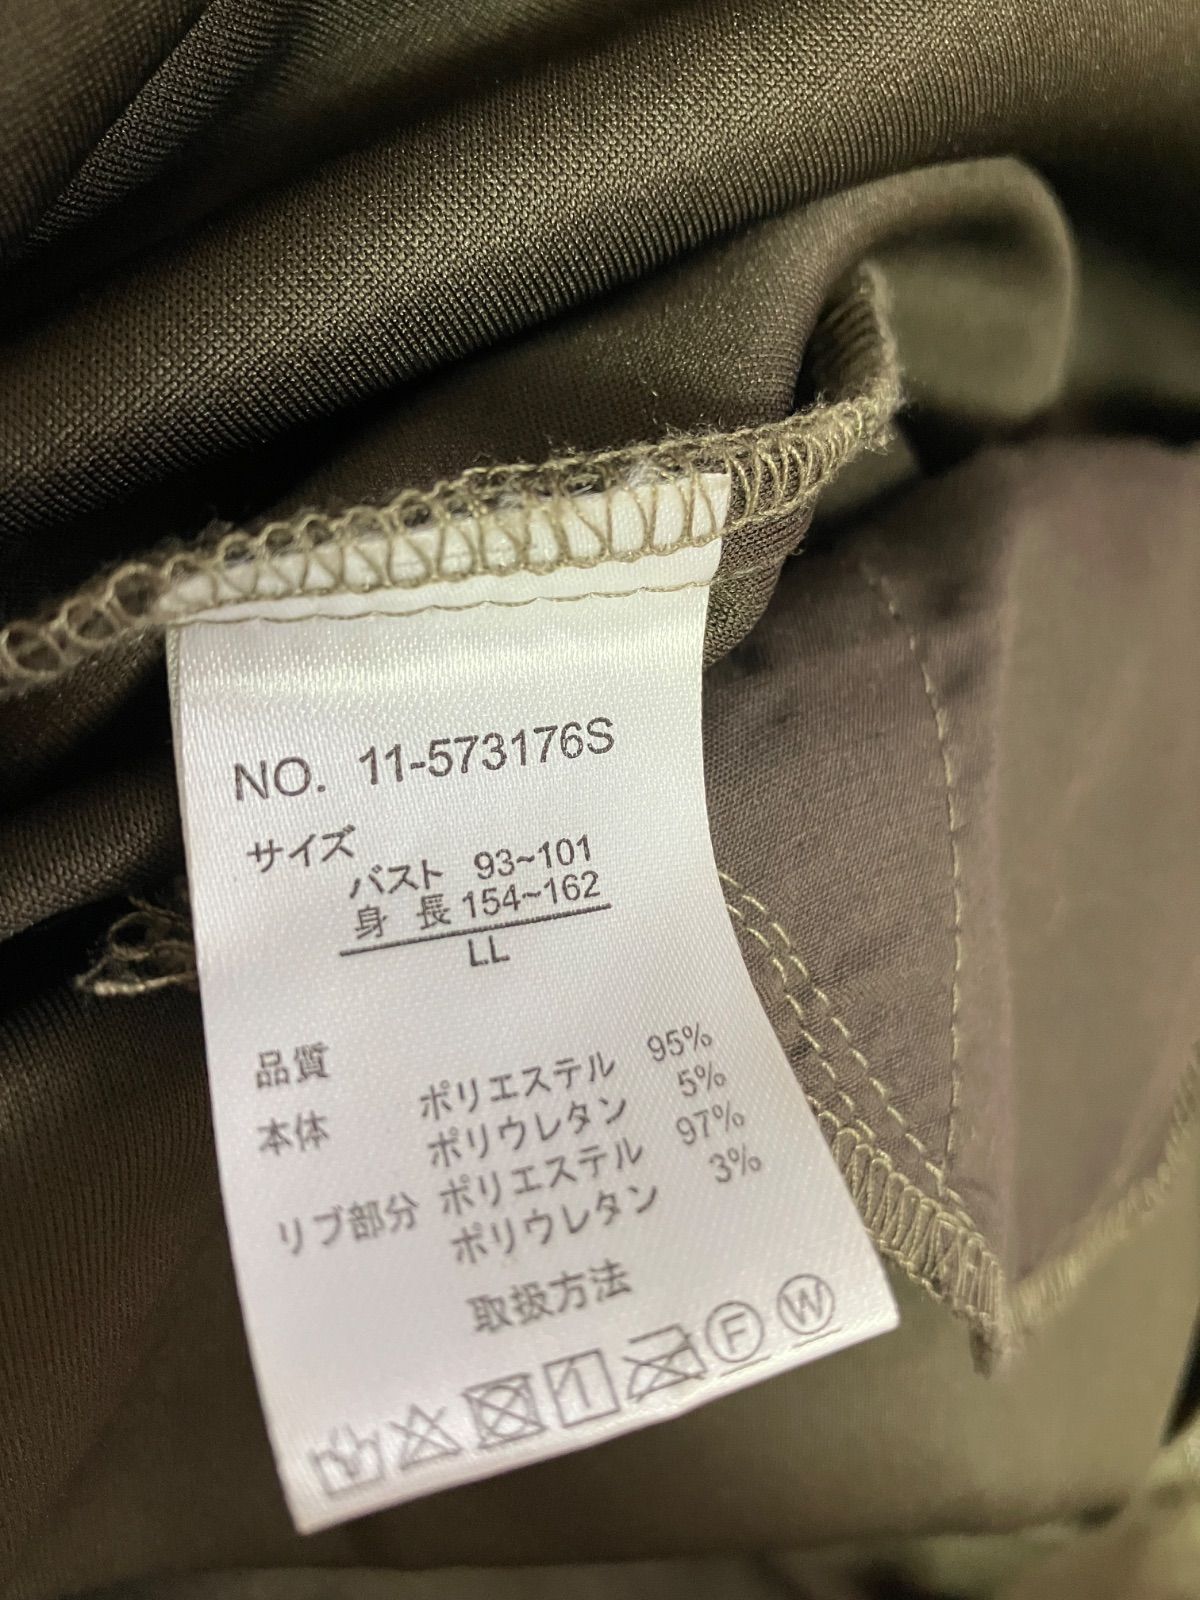 NO. 11-573176S
サイズ
バスト 93~101
身 長 154~162
LL
品質
本体 ポリエステル 95%
ポリウレタン 5%
リブ部分 ポリエステル 97%
ポリウレタン 3%
取扱方法
F W